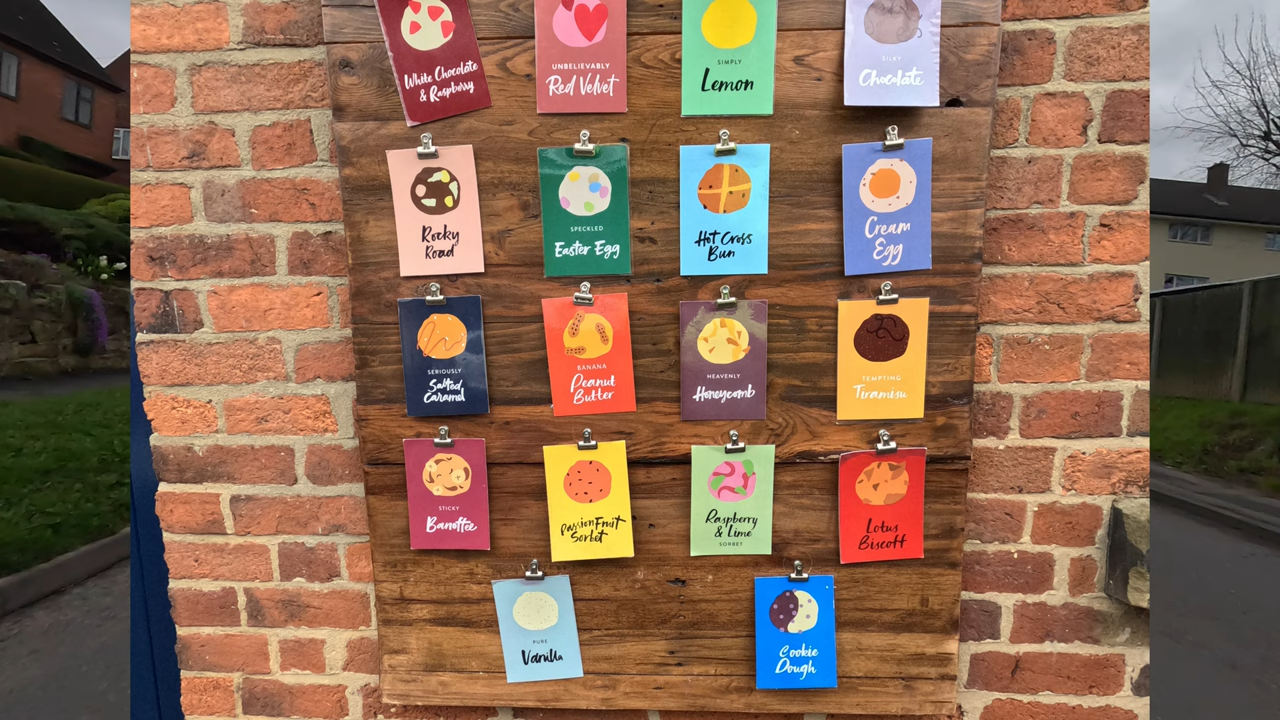 White Chocolate
& Raspberry
UNBELIEVABLY
Red Velvet
SIMPLY
Lemon
SILKY
Chocolate
Rocky
Road
SPECKLED
Easter Egg
Hot Cross
Bun
Cream
Egg
SERIOUSLY
Salted
Caramel
BANANA
Peanut
Butter
HEAVENLY
Honeycomb
TEMPTING
Tiramisu
STICKY
Banoffee
PassionFruit
Sorbet
Raspberry
& Lime
SORBET
Lotus
Biscoff
PURE
Vanilla
Cookie
Dough